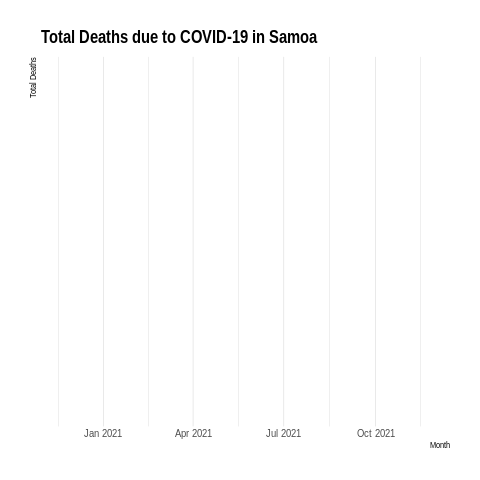 Total Deaths due to COVID-19 in Samoa
Total Deaths
Jan 2021
Apr 2021
Jul 2021
Oct 2021
Month